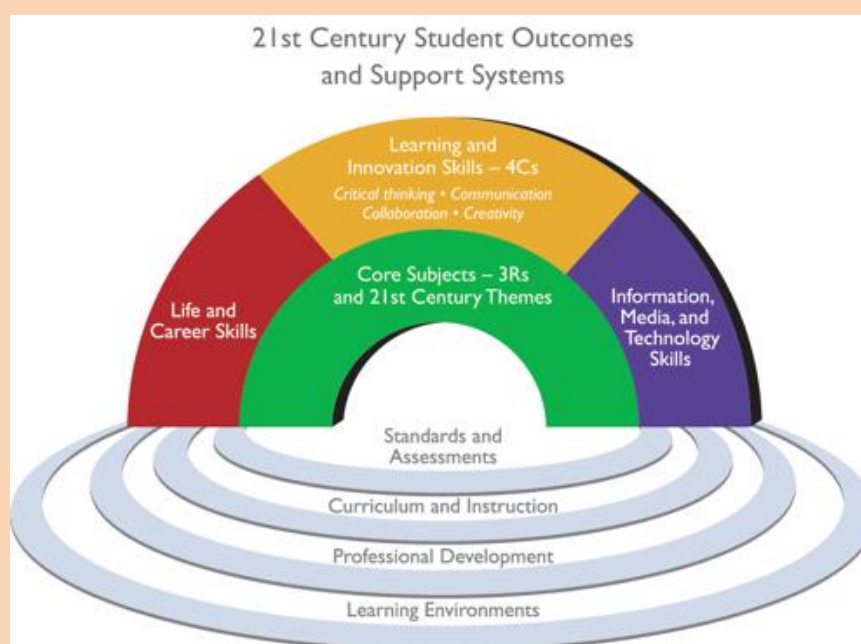 21st Century Student Outcomes
and Support Systems
Learning and
Innovation Skills – 4Cs
Critical thinking • Communication
Collaboration • Creativity
Core Subjects – 3Rs
and 21st Century Themes
Life and
Career Skills
Information,
Media, and
Technology
Skills
Standards and
Assessments
Curriculum and Instruction
Professional Development
Learning Environments